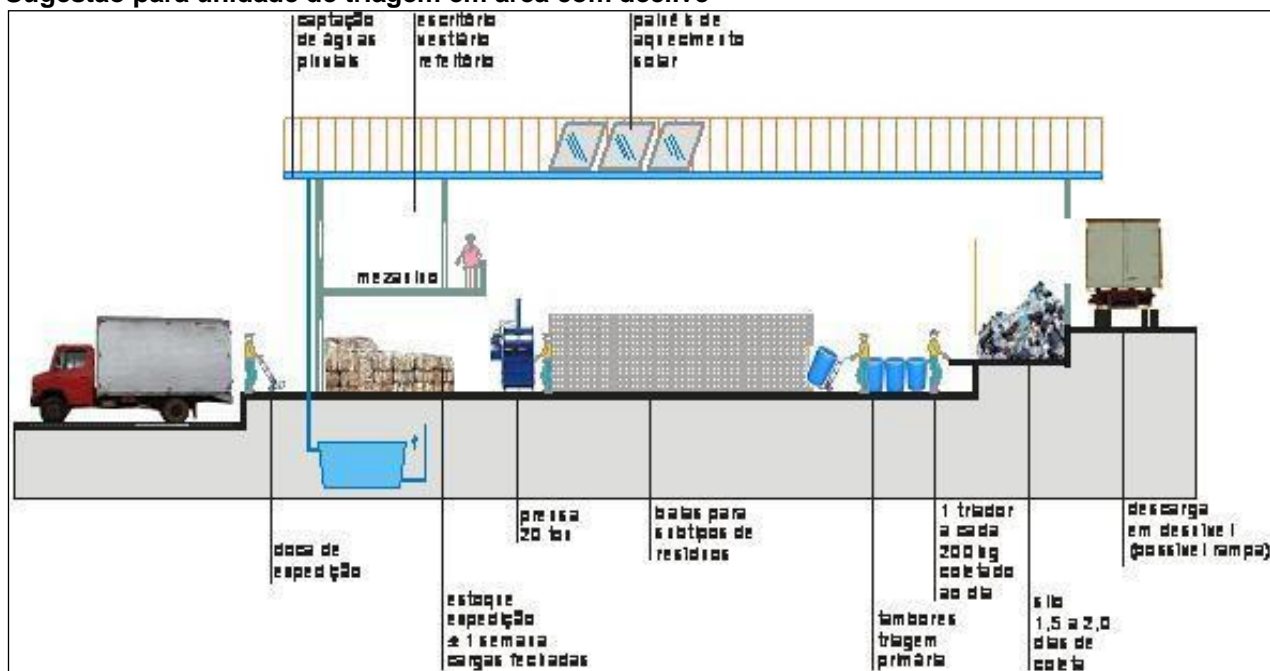 Sugestão para unidade de triagem em área com declive
captação
de águas
pluviais
escritório
vestiário
refeitório
painéis de
aquecimento
solar
mezanino
doca de
expedição
estoque
expedição
± 1 semana
cargas fechadas
prensa
20 ton
baias para
subtipos de
resíduos
tambores
triagem
primária
1 triador
a cada
200 kg
coletado
ao dia
silo
1,5 a 2,0
dias de
coleta
descarga
em desnível
(possível rampa)